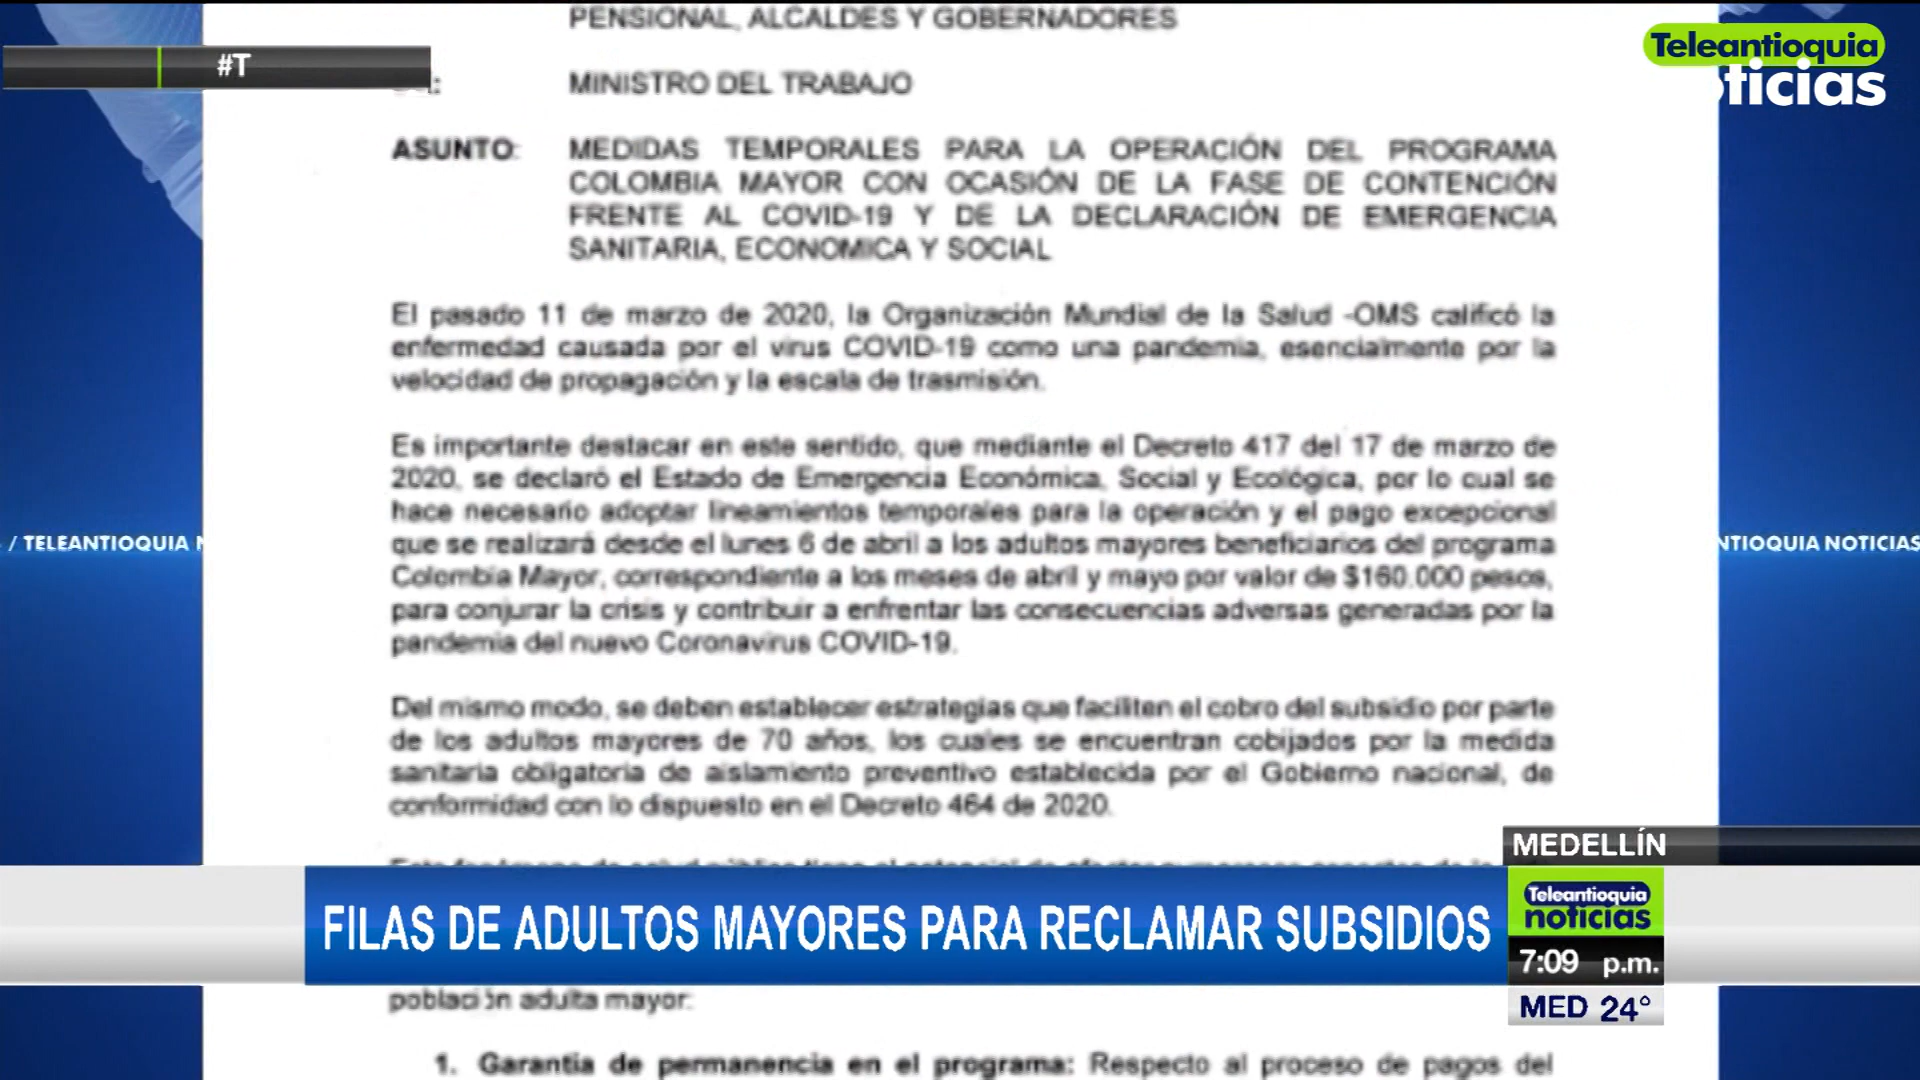 PENSIONAL, ALCALDES Y GOBERNADORES
#T
Teleantioquia
noticias
MINISTRO DEL TRABAJO
ASUNTO: MEDIDAS TEMPORALES PARA LA OPERACIÓN DEL PROGRAMA
COLOMBIA MAYOR CON OCASIÓN DE LA FASE DE CONTENCIÓN
FRENTE AL COVID-19 Y DE LA DECLARACIÓN DE EMERGENCIA
SANITARIA, ECONOMICA Y SOCIAL
El pasado 11 de marzo de 2020, la Organización Mundial de la Salud -OMS calificó la
enfermedad causada por el virus COVID-19 como una pandemia, esencialmente por la
velocidad de propagación y la escala de trasmisión.
Es importante destacar en este sentido, que mediante el Decreto 417 del 17 de marzo de
2020, se declaró el Estado de Emergencia Económica, Social y Ecológica, por lo cual se
hace necesario adoptar lineamientos temporales para la operación y el pago excepcional
que se realizará desde el lunes 6 de abril a los adultos mayores beneficiarios del programa
Colombia Mayor, correspondiente a los meses de abril y mayo por valor de $160.000 pesos,
para conjurar la crisis y contribuir a enfrentar las consecuencias adversas generadas por la
pandemia del nuevo Coronavirus COVID-19.
/ TELEANTIOQUIA N
NTIOQUIA NOTICIAS
Del mismo modo, se deben establecer estrategias que faciliten el cobro del subsidio por parte
de los adultos mayores de 70 años, los cuales se encuentran cobijados por la medida
sanitaria obligatoria de aislamiento preventivo establecida por el Gobierno nacional, de
conformidad con lo dispuesto en el Decreto 464 de 2020.
MEDELLÍN
FILAS DE ADULTOS MAYORES PARA RECLAMAR SUBSIDIOS
Teleantioquia
noticias
7:09 p.m.
MED 24°
población adulta mayor:
1. Garantía de permanencia en el programa: Respecto al proceso de pagos del